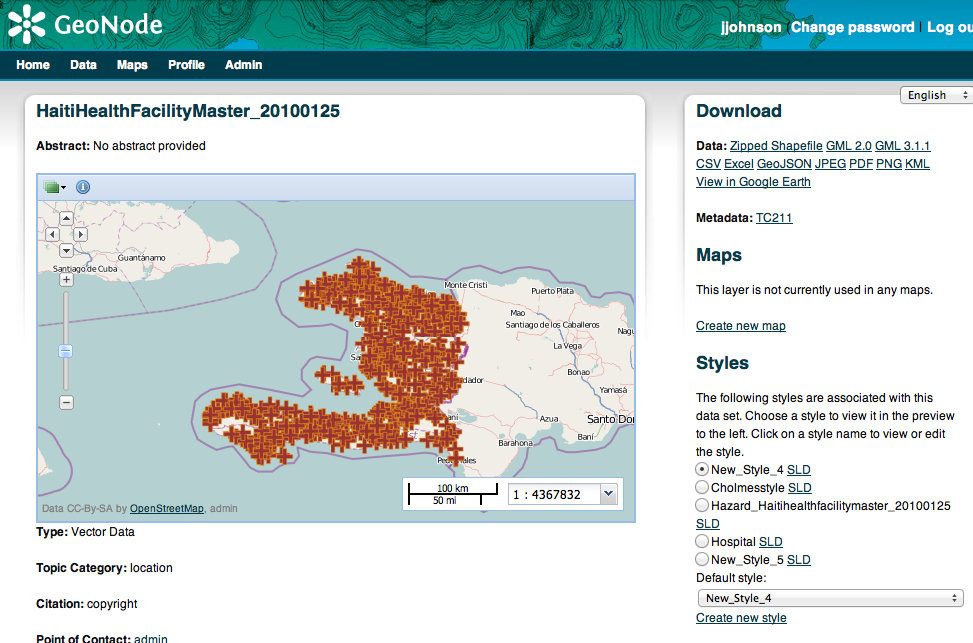 GeoNode
jjohnson | Change password | Log ou
Home Data Maps Profile Admin
English
HaitiHealthFacilityMaster_20100125
Abstract: No abstract provided
Guantánamo
Santiago de Cuba
Monte Cristi
Puerto Plata
Mao
Santiago de los Caballeros
Nagu
La Vega
Bonao
Yamasá
Azua
Santo Dor
Baní
Barahona
100 km
50 mi
1 : 4367832
Data CC-By-SA by OpenStreetMap, admin
Type: Vector Data
Topic Category: location
Citation: copyright
Point of Contact: admin
Download
Data: Zipped Shapefile GML 2.0 GML 3.1.1
CSV Excel GeoJSON JPEG PDF PNG KML
View in Google Earth
Metadata: TC211
Maps
This layer is not currently used in any maps.
Create new map
Styles
The following styles are associated with this
data set. Choose a style to view it in the preview
to the left. Click on a style name to view or edit
the style.
New_Style_4 SLD
Cholmesstyle SLD
Hazard_Haitihealthfacilitymaster_20100125
SLD
Hospital SLD
New_Style_5 SLD
Default style:
New_Style_4
Create new style